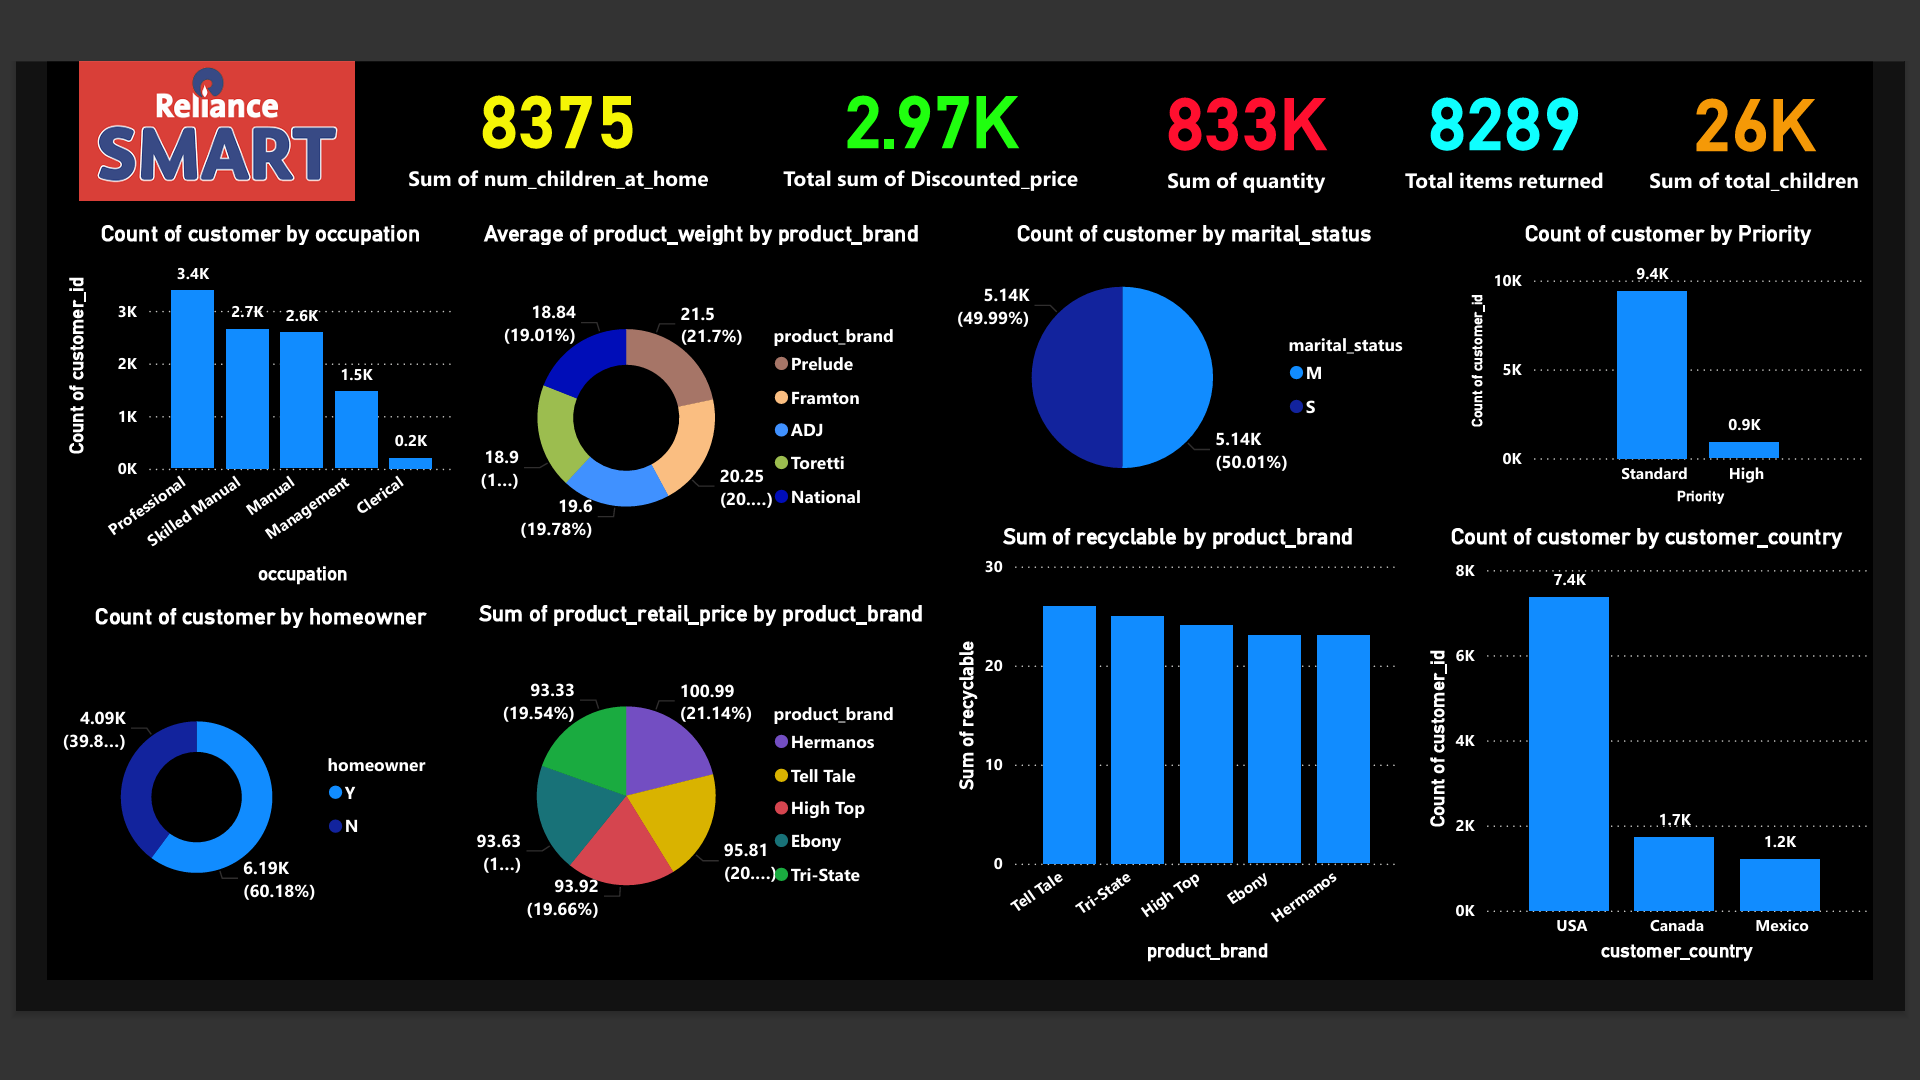 Reliance
SMART
8375
Sum of num_children_at_home
2.97K
Total sum of Discounted_price
833K
Sum of quantity
8289
Total items returned
26K
Sum of total_children
Count of customer by occupation
Count of customer_id
3K
2K
1K
0K
3.4K
2.7K
2.6K
1.5K
0.2K
Professional
Skilled Manual
Manual
Management
Clerical
occupation
Average of product_weight by product_brand
18.84
(19.01%)
21.5
(21.7%)
18.9
(1...)
19.6
(19.78%)
20.25
(20....)
product_brand
Prelude
Framton
ADJ
Toretti
National
Count of customer by marital_status
5.14K
(49.99%)
5.14K
(50.01%)
marital_status
M
S
Count of customer by Priority
Count of customer_id
10K
5K
0K
9.4K
0.9K
Standard
High
Priority
Count of customer by homeowner
4.09K
(39.8...)
6.19K
(60.18%)
homeowner
Y
N
Sum of product_retail_price by product_brand
93.33
(19.54%)
100.99
(21.14%)
93.63
(1...)
93.92
(19.66%)
95.81
(20....)
product_brand
Hermanos
Tell Tale
High Top
Ebony
Tri-State
Sum of recyclable by product_brand
Sum of recyclable
30
20
10
0
Tell Tale
Tri-State
High Top
Ebony
Hermanos
product_brand
Count of customer by customer_country
Count of customer_id
8K
6K
4K
2K
0K
7.4K
1.7K
1.2K
USA
Canada
Mexico
customer_country